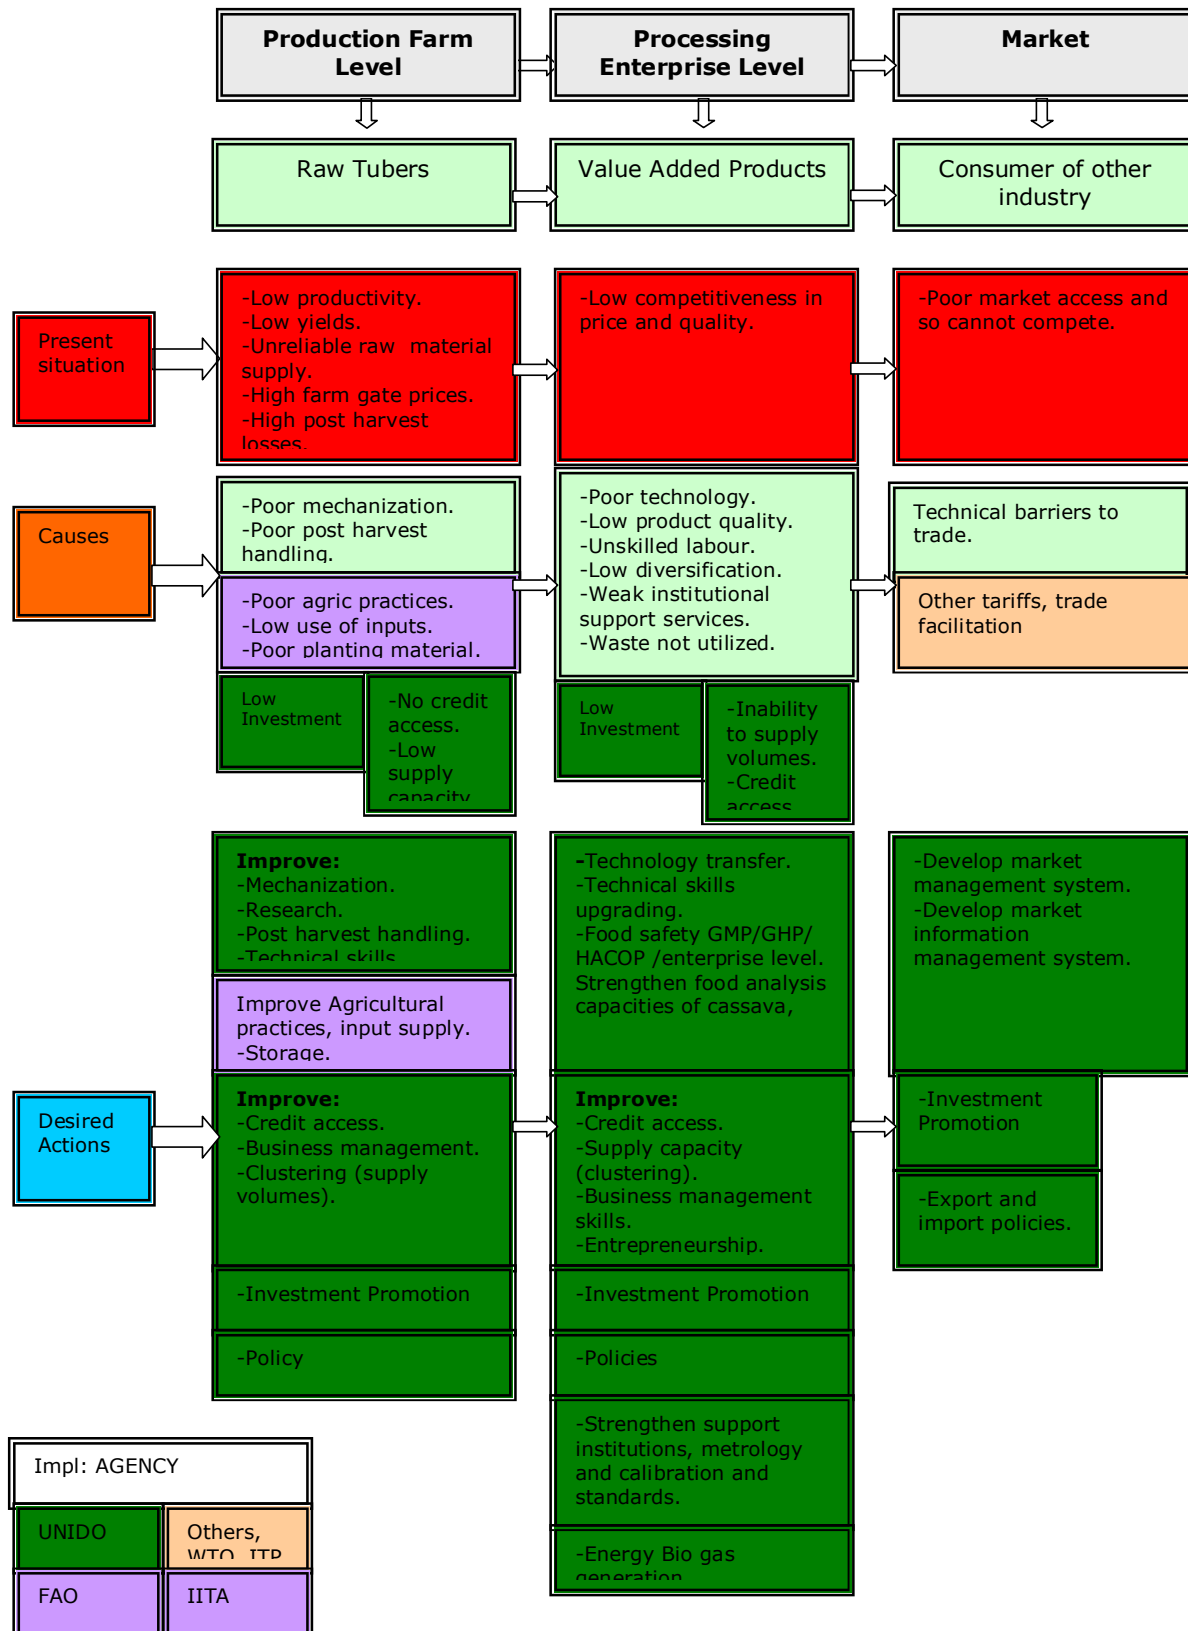 Production Farm
Level
Processing
Enterprise Level
Market
Raw Tubers
Value Added Products
Consumer of other
industry
Present
situation
-Low productivity.
-Low yields.
-Unreliable raw material
supply.
-High farm gate prices.
-High post harvest
losses.
-Low competitiveness in
price and quality.
-Poor market access and
so cannot compete.
Causes
-Poor mechanization.
-Poor post harvest
handling.
-Poor agric practices.
-Low use of inputs.
-Poor planting material.
Low
Investment
-No credit
access.
-Low
supply
capacity
-Poor technology.
-Low product quality.
-Unskilled labour.
-Low diversification.
-Weak institutional
support services.
-Waste not utilized.
Low
Investment
-Inability
to supply
volumes.
-Credit
access
Technical barriers to
trade.
Other tariffs, trade
facilitation
Desired
Actions
Improve:
-Mechanization.
-Research.
-Post harvest handling.
-Technical skills
Improve Agricultural
practices, input supply.
-Storage.
Improve:
-Credit access.
-Business management.
-Clustering (supply
volumes).
-Investment Promotion
-Policy
-Technology transfer.
-Technical skills
upgrading.
-Food safety GMP/GHP/
HACOP /enterprise level.
Strengthen food analysis
capacities of cassava,
Improve:
-Credit access.
-Supply capacity
(clustering).
-Business management
skills.
-Entrepreneurship.
-Investment Promotion
-Policies
-Strengthen support
institutions, metrology
and calibration and
standards.
-Energy Bio gas
generation
-Develop market
management system.
-Develop market
information
management system.
-Investment
Promotion
-Export and
import policies.
Impl: AGENCY
UNIDO
Others,
WTO, ITP
FAO
IITA